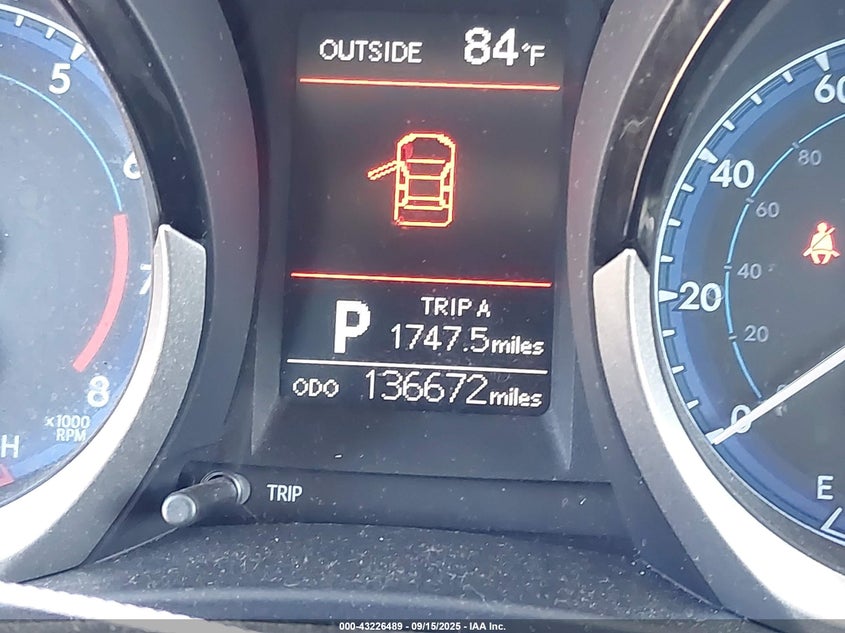 OUTSIDE 84°F
P
TRIP A
1747.5 miles
ODO 136672 miles
TRIP
5
6
7
8
x1000
RPM
H
60
40
20
0
80
60
40
20
E
000-43226489 - 09/15/2025 - IAA Inc.